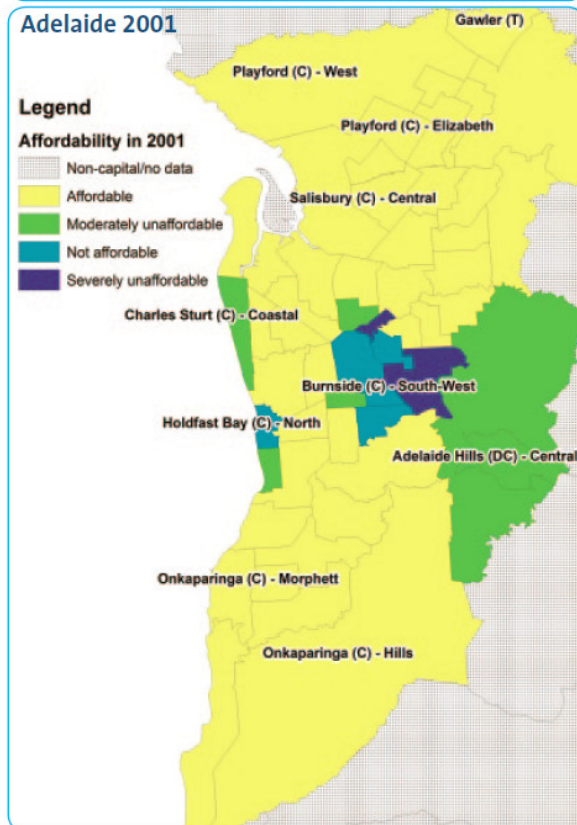 Adelaide 2001
Gawler (T)
Playford (C) - West
Legend
Affordability in 2001
Non-capital/no data
Affordable
Moderately unaffordable
Not affordable
Severely unaffordable
Playford (C) - Elizabeth
Salisbury (C) - Central
Charles Sturt (C) - Coastal
Burnside (C) - South-West
Holdfast Bay (C) - North
Adelaide Hills (DC) - Central
Onkaparinga (C) - Morphett
Onkaparinga (C) - Hills